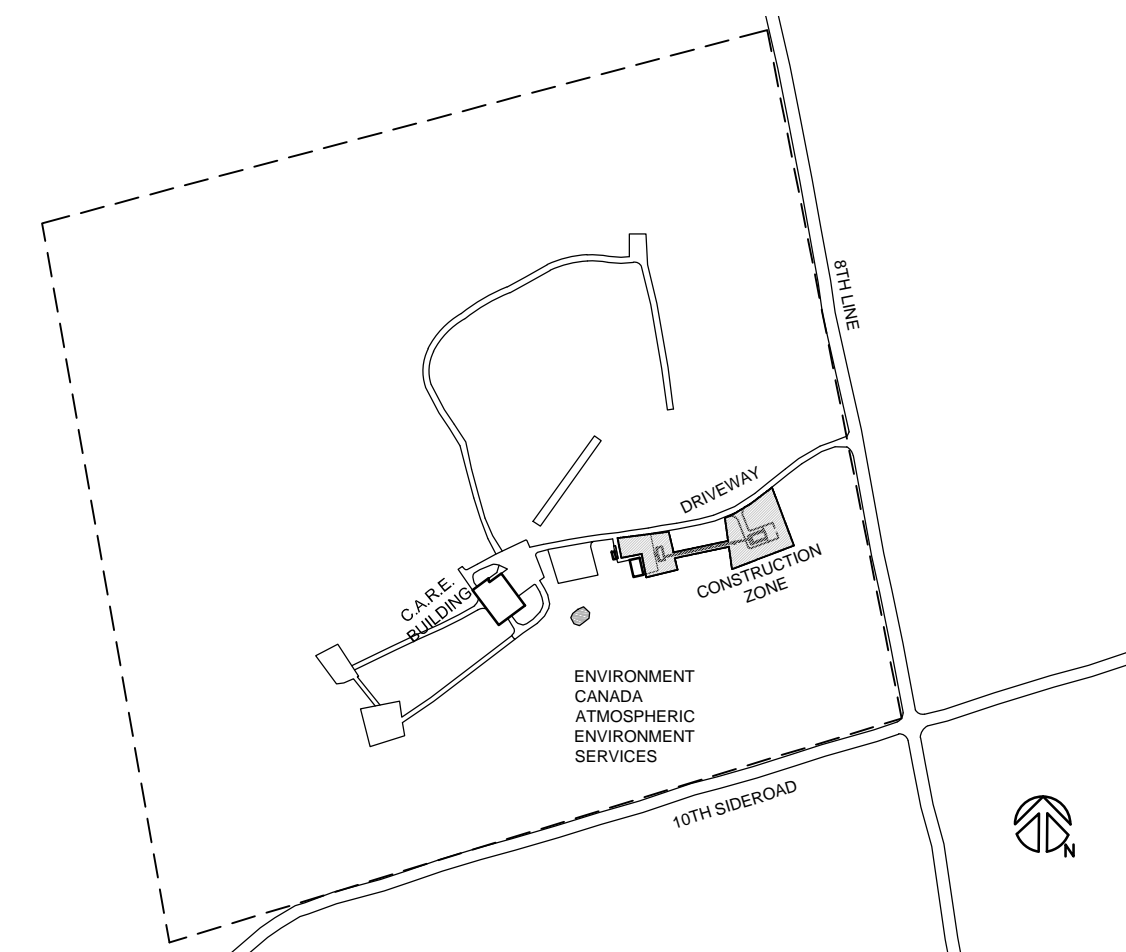 8TH LINE
DRIVEWAY
CONSTRUCTION
ZONE
C.A.R.E.
BUILDING
ENVIRONMENT
CANADA
ATMOSPHERIC
ENVIRONMENT
SERVICES
10TH SIDEROAD
N